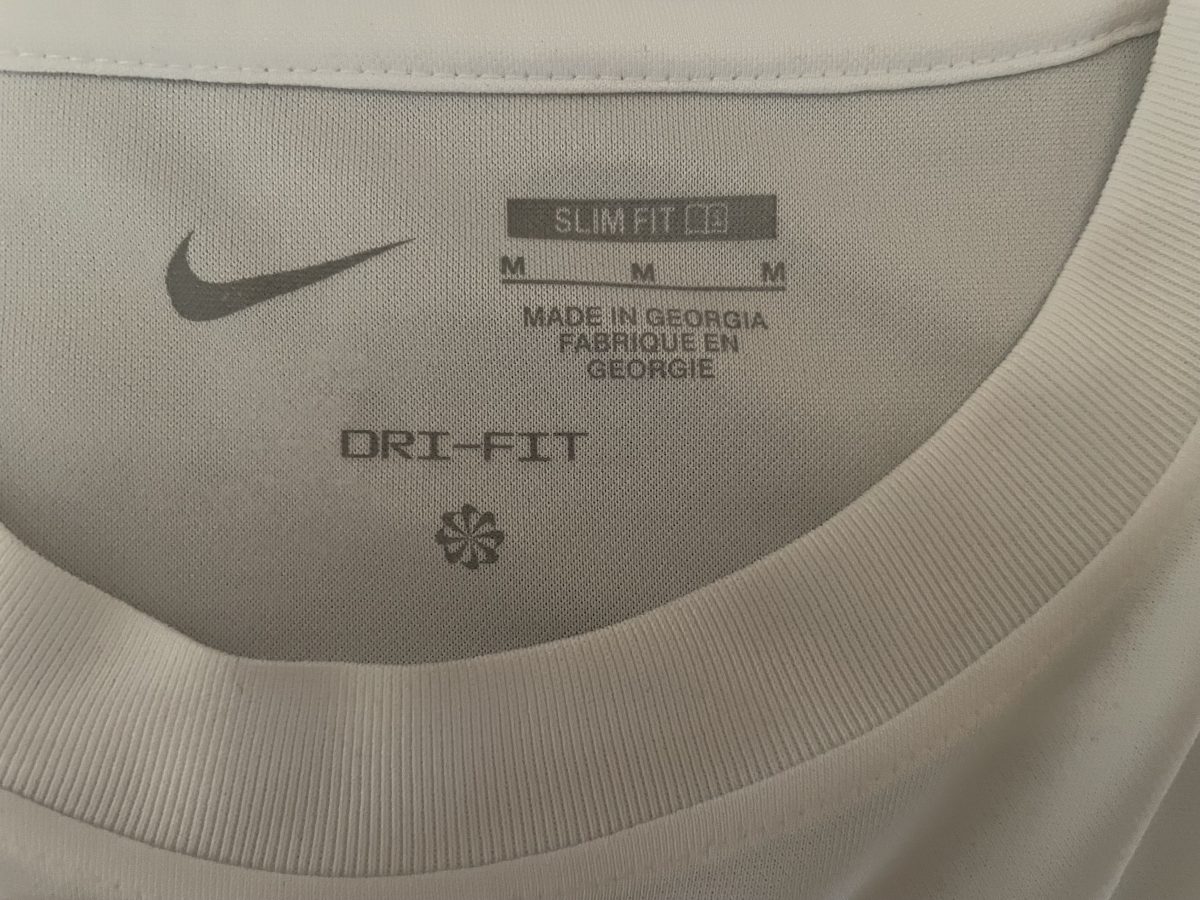 SLIM FIT
M M M
MADE IN GEORGIA
FABRIQUE EN
GEORGIE
DRI-FIT